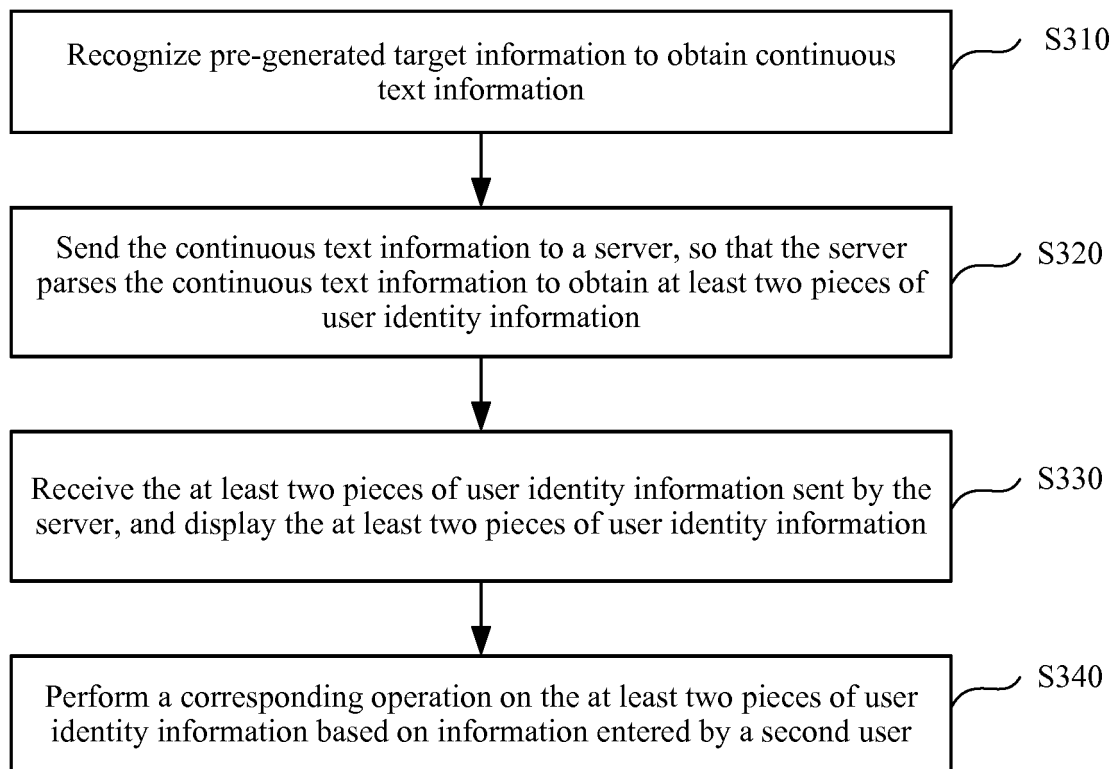 Recognize pre-generated target information to obtain continuous
text information
S310
Send the continuous text information to a server, so that the server
parses the continuous text information to obtain at least two pieces of
user identity information
S320
Receive the at least two pieces of user identity information sent by the
server, and display the at least two pieces of user identity information
S330
Perform a corresponding operation on the at least two pieces of user
identity information based on information entered by a second user
S340